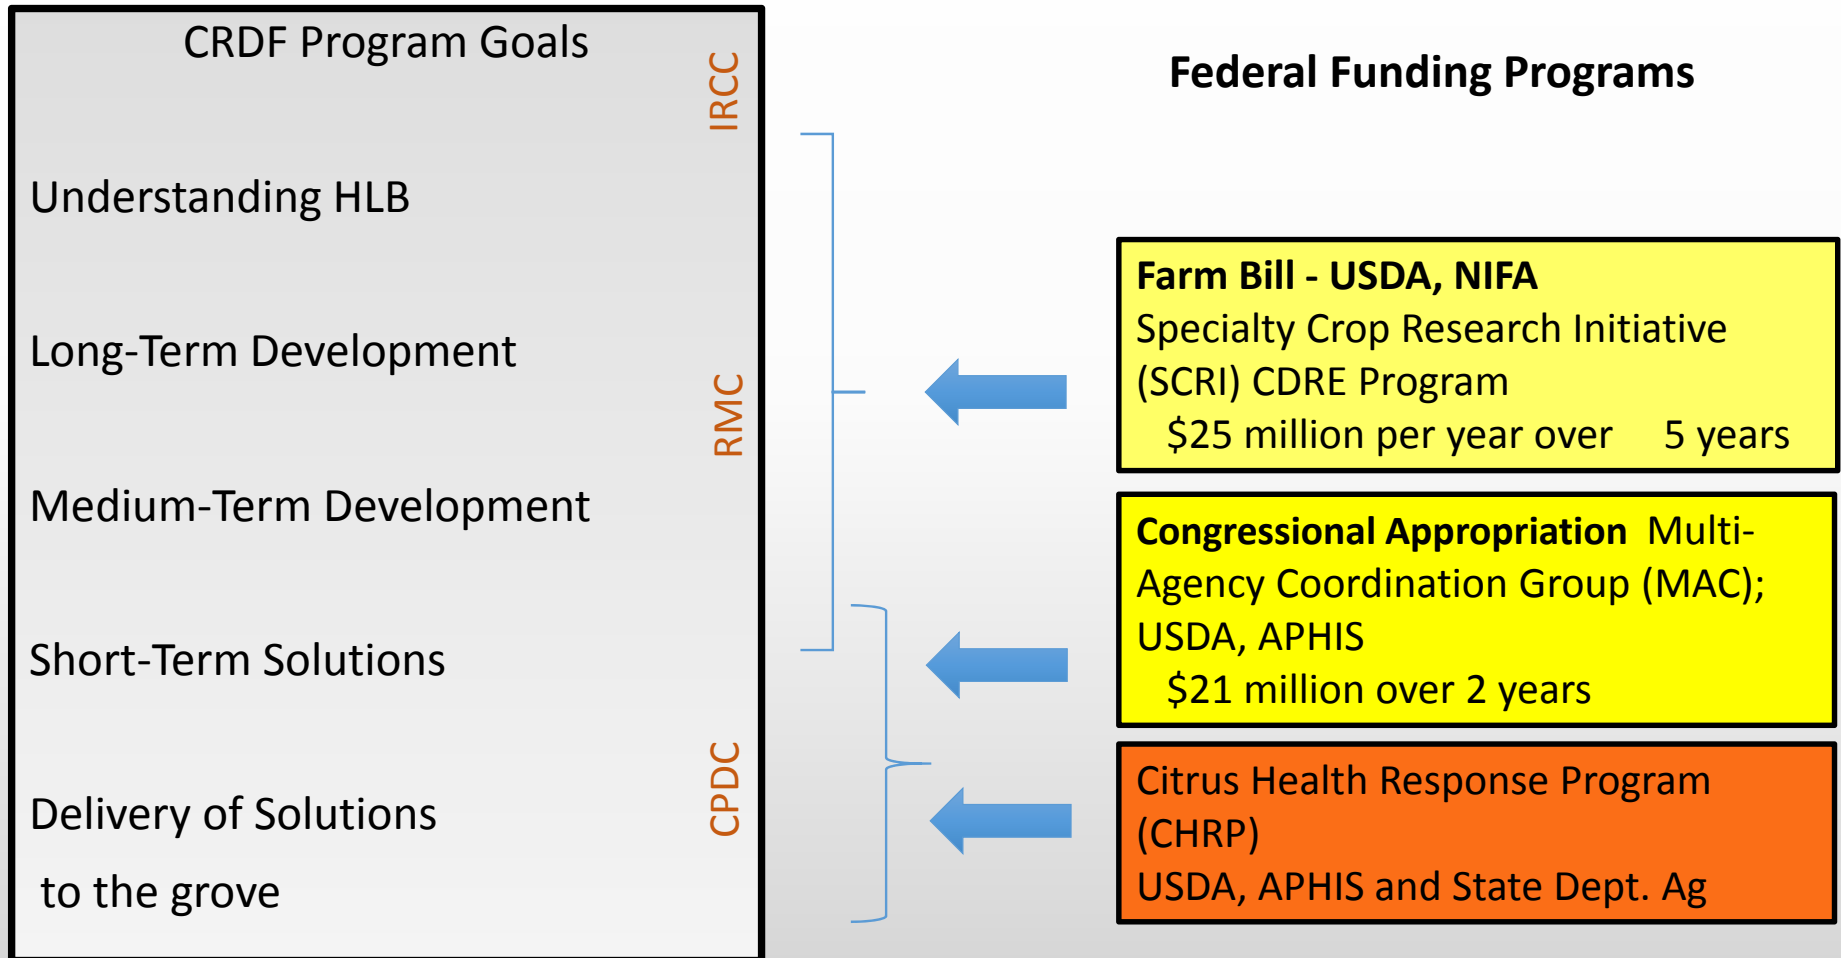 CRDF Program Goals
IRCC
Understanding HLB
Long-Term Development
RMC
Medium-Term Development
Short-Term Solutions
CPDC
Delivery of Solutions
to the grove
Federal Funding Programs
Farm Bill - USDA, NIFA
Specialty Crop Research Initiative
(SCRI) CDRE Program
$25 million per year over 5 years
Congressional Appropriation Multi-
Agency Coordination Group (MAC);
USDA, APHIS
$21 million over 2 years
Citrus Health Response Program
(CHRP)
USDA, APHIS and State Dept. Ag